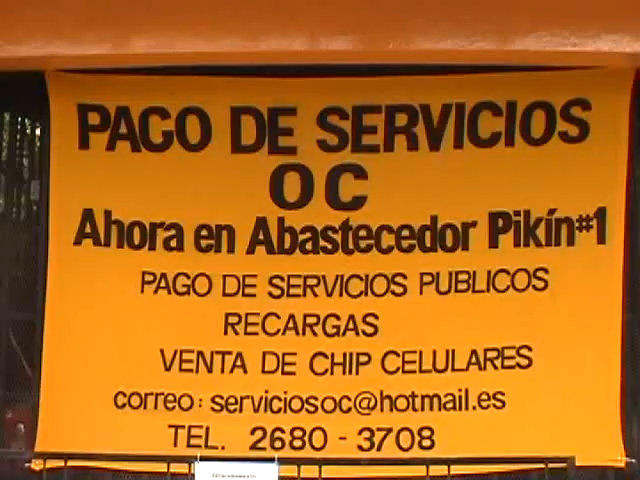 PAGO DE SERVICIOS
OC
Ahora en Abastecedor Pikín#1
PAGO DE SERVICIOS PUBLICOS
RECARGAS
VENTA DE CHIP CELULARES
correo: serviciosoc@hotmail.es
TEL. 2680 - 3708